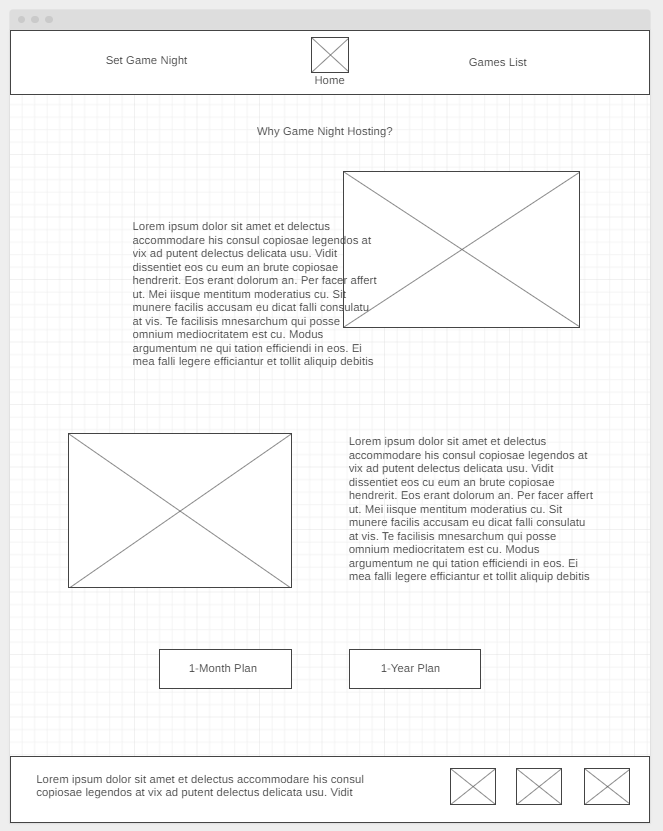 Set Game Night
Home
Games List
Why Game Night Hosting?
Lorem ipsum dolor sit amet et delectus
accommodare his consul copiosae legendos at
vix ad putent delectus delicata usu. Vidit
dissentiet eos cu eum an brute copiosae
hendrerit. Eos erant dolorum an. Per facer affert
ut. Mei iisque mentitum moderatius cu. Sit
munere facilis accusam eu dicat falli consulatu
at vis. Te facilisis mnesarchum qui posse
omnium mediocritatem est cu. Modus
argumentum ne qui tation efficiendi in eos. Ei
mea falli legere efficiantur et tollit aliquip debitis
Lorem ipsum dolor sit amet et delectus
accommodare his consul copiosae legendos at
vix ad putent delectus delicata usu. Vidit
dissentiet eos cu eum an brute copiosae
hendrerit. Eos erant dolorum an. Per facer affert
ut. Mei iisque mentitum moderatius cu. Sit
munere facilis accusam eu dicat falli consulatu
at vis. Te facilisis mnesarchum qui posse
omnium mediocritatem est cu. Modus
argumentum ne qui tation efficiendi in eos. Ei
mea falli legere efficiantur et tollit aliquip debitis
1-Month Plan
1-Year Plan
Lorem ipsum dolor sit amet et delectus accommodare his consul
copiosae legendos at vix ad putent delectus delicata usu. Vidit